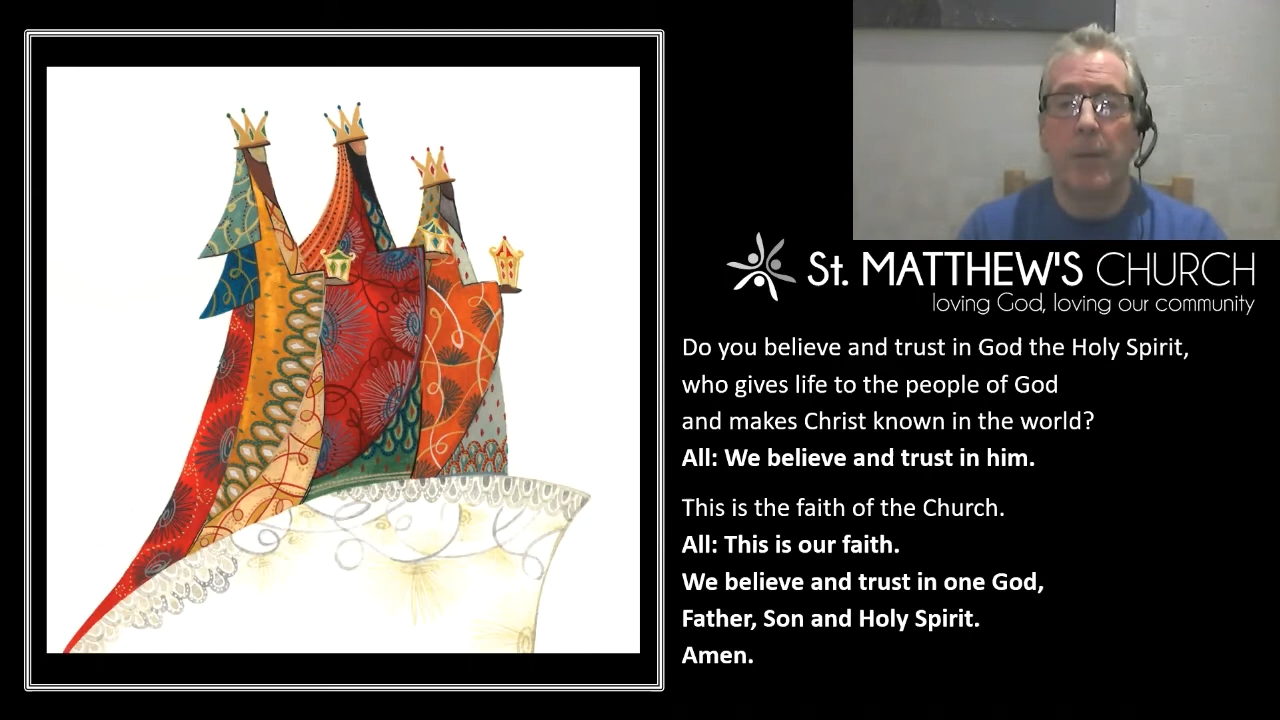 St. MATTHEW'S CHURCH
loving God, loving our community
Do you believe and trust in God the Holy Spirit,
who gives life to the people of God
and makes Christ known in the world?
All: We believe and trust in him.
This is the faith of the Church.
All: This is our faith.
We believe and trust in one God,
Father, Son and Holy Spirit.
Amen.